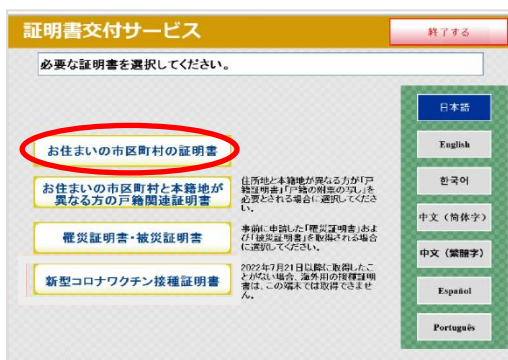 証明書交付サービス
終了する
必要な証明書を選択してください。
お住まいの市区町村の証明書
お住まいの市区町村と本籍地が
異なる方の戸籍関連証明書
住所地と本籍地が異なる方が「戸
籍証明書」「戸籍の附票の写し」を
必要とされる場合に選択してくださ
い。
罹災証明書・被災証明書
事前に申請した「罹災証明書」およ
び「被災証明書」を取得される場合
に選択してください。
新型コロナワクチン接種証明書
2022年7月21日以降に取得したこ
とがない場合、海外用の接種証明
書は、この端末では取得できませ
ん。
日本語
English
한국어
中文（简体字）
中文（繁體字）
Español
Português